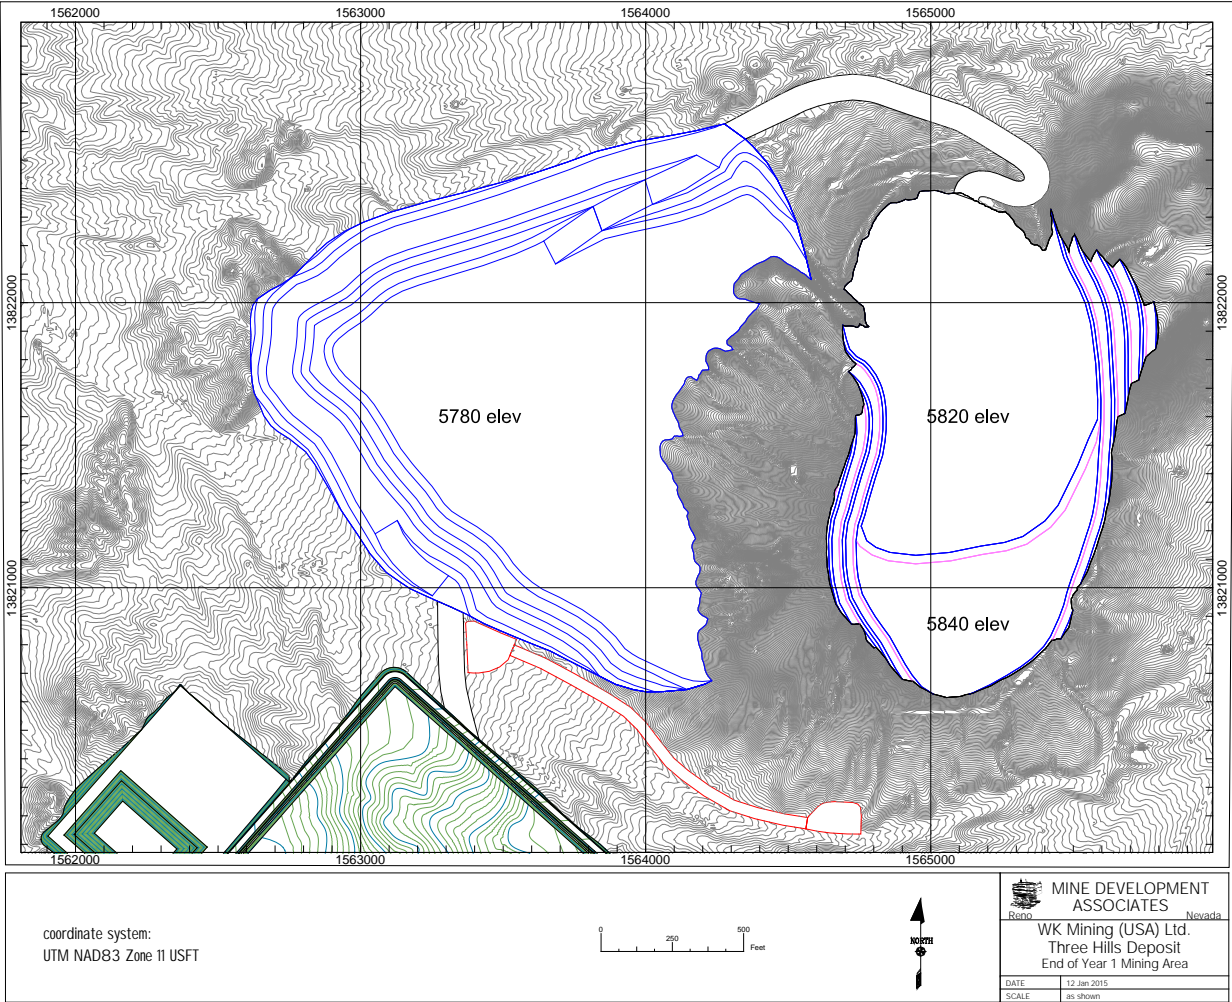 1562000 1563000 1564000 1565000
13822000 13822000
5780 elev 5820 elev
13821000 13821000
5840 elev
1562000 1563000 1564000 1565000
coordinate system:
UTM NAD83 Zone 11 USFT
0 250 500
Feet
NORTH
MINE DEVELOPMENT
ASSOCIATES
Reno Nevada
WK Mining (USA) Ltd.
Three Hills Deposit
End of Year 1 Mining Area
DATE 12 Jan 2015
SCALE as shown